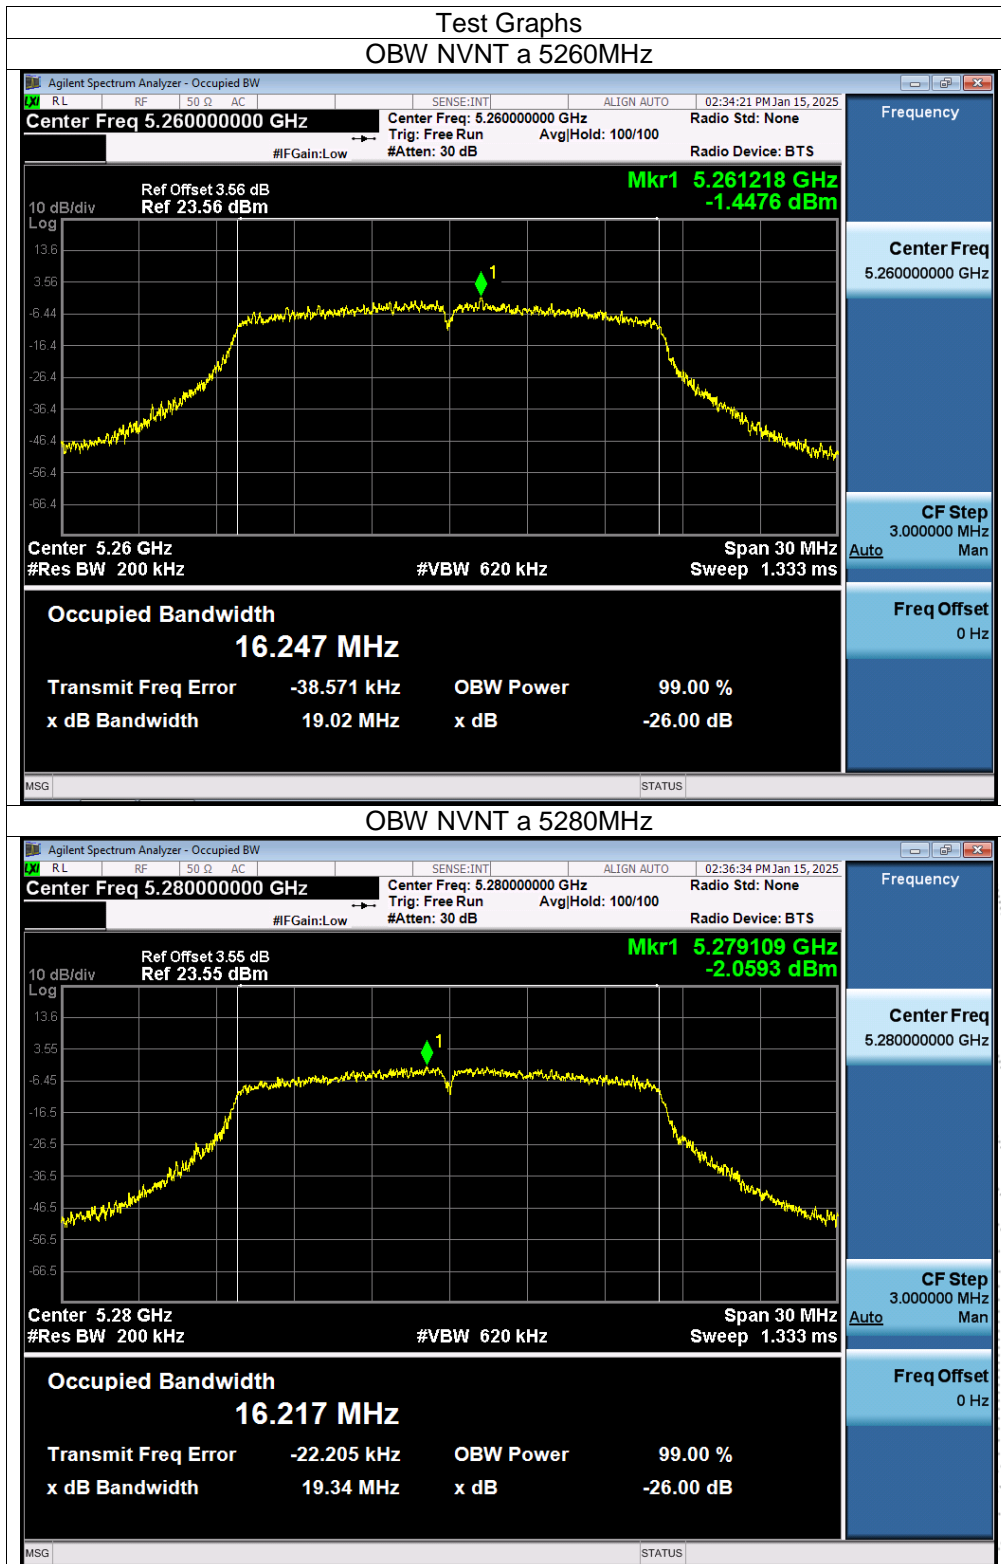 Test Graphs
OBW NVNT a 5260MHz
Agilent Spectrum Analyzer - Occupied BW
LXI RL RF 50 Ω AC SENSE:INT ALIGN AUTO 02:34:21 PM Jan 15, 2025
Center Freq 5.260000000 GHz
Center Freq: 5.260000000 GHz Radio Std: None
Trig: Free Run Avg|Hold: 100/100
#IFGain:Low #Atten: 30 dB Radio Device: BTS
Frequency
Mkr1 5.261218 GHz
-1.4476 dBm
Ref Offset 3.56 dB
10 dB/div Ref 23.56 dBm
Log
13.6
3.56
-6.44
-16.4
-26.4
-36.4
-46.4
-56.4
-66.4
1
Center Freq
5.260000000 GHz
Center 5.26 GHz Span 30 MHz
#Res BW 200 kHz #VBW 620 kHz Sweep 1.333 ms
CF Step
3.000000 MHz
Auto Man
Freq Offset
0 Hz
Occupied Bandwidth
16.247 MHz
Transmit Freq Error -38.571 kHz OBW Power 99.00 %
x dB Bandwidth 19.02 MHz x dB -26.00 dB
MSG STATUS
OBW NVNT a 5280MHz
Agilent Spectrum Analyzer - Occupied BW
LXI RL RF 50 Ω AC SENSE:INT ALIGN AUTO 02:36:34 PM Jan 15, 2025
Center Freq 5.280000000 GHz
Center Freq: 5.280000000 GHz Radio Std: None
Trig: Free Run Avg|Hold: 100/100
#IFGain:Low #Atten: 30 dB Radio Device: BTS
Frequency
Mkr1 5.279109 GHz
-2.0593 dBm
Ref Offset 3.55 dB
10 dB/div Ref 23.55 dBm
Log
13.6
3.55
-6.45
-16.5
-26.5
-36.5
-46.5
-56.5
-66.5
1
Center Freq
5.280000000 GHz
Center 5.28 GHz Span 30 MHz
#Res BW 200 kHz #VBW 620 kHz Sweep 1.333 ms
CF Step
3.000000 MHz
Auto Man
Freq Offset
0 Hz
Occupied Bandwidth
16.217 MHz
Transmit Freq Error -22.205 kHz OBW Power 99.00 %
x dB Bandwidth 19.34 MHz x dB -26.00 dB
MSG STATUS